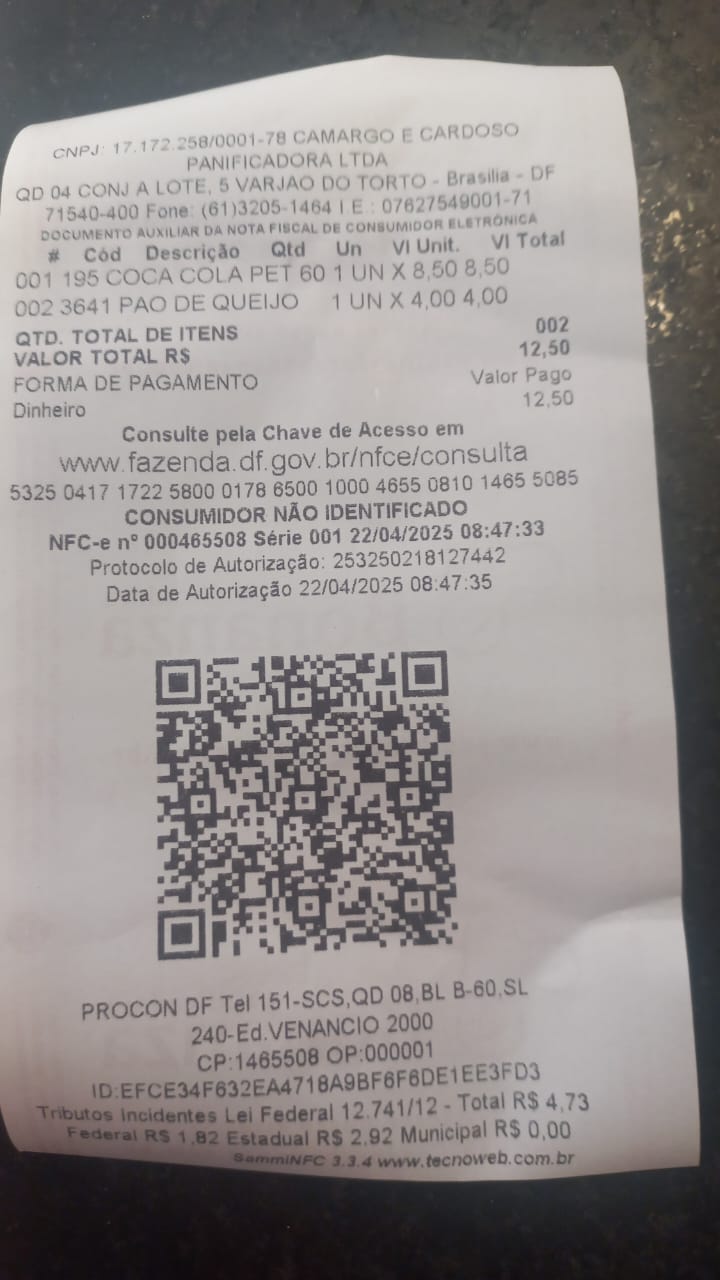 CNPJ: 17.172.258/0001-78 CAMARGO E CARDOSO
PANIFICADORA LTDA
QD 04 CONJ A LOTE, 5 VARJAO DO TORTO - Brasilia - DF
71540-400 Fone: (61)3205-1464 I.E.: 07627549001-71
DOCUMENTO AUXILIAR DA NOTA FISCAL DE CONSUMIDOR ELETRÔNICA
# Cód Descrição Qtd Un Vl Unit. Vl Total
001 195 COCA COLA PET 60 1 UN X 8,50 8,50
002 3641 PAO DE QUEIJO 1 UN X 4,00 4,00
QTD. TOTAL DE ITENS 002
VALOR TOTAL R$ 12,50
FORMA DE PAGAMENTO Valor Pago
Dinheiro 12,50
Consulte pela Chave de Acesso em
www.fazenda.df.gov.br/nfce/consulta
5325 0417 1722 5800 0178 6500 1000 4655 0810 1465 5085
CONSUMIDOR NÃO IDENTIFICADO
NFC-e nº 000465508 Série 001 22/04/2025 08:47:33
Protocolo de Autorização: 253250218127442
Data de Autorização 22/04/2025 08:47:35
PROCON DF Tel 151-SCS,QD 08,BL B-60,SL
240-Ed.VENANCIO 2000
CP:1465508 OP:000001
ID:EFCE34F632EA4718A9BF6F6DE1EE3FD3
Tributos Incidentes Lei Federal 12.741/12 - Total R$ 4,73
Federal R$ 1,82 Estadual R$ 2,92 Municipal R$ 0,00
SammiNFC 3.3.4 www.tecnoweb.com.br